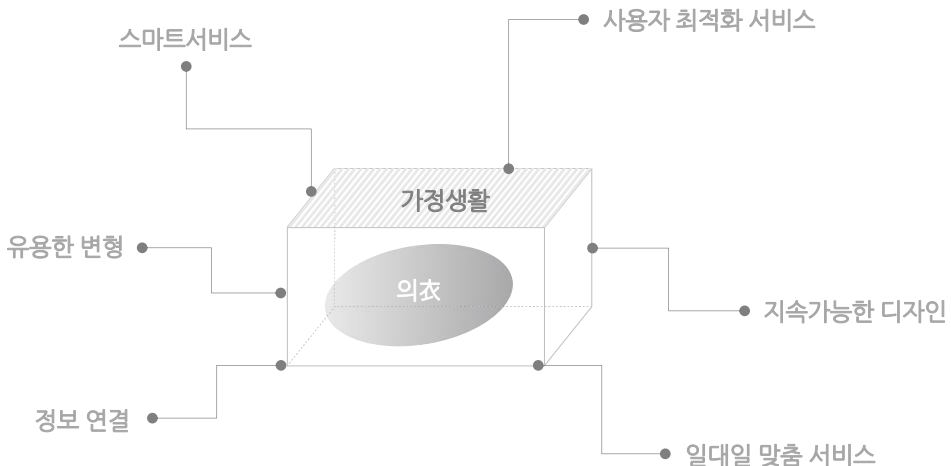 사용자 최적화 서비스
스마트서비스
가정생활
유용한 변형
의衣
지속가능한 디자인
정보 연결
일대일 맞춤 서비스